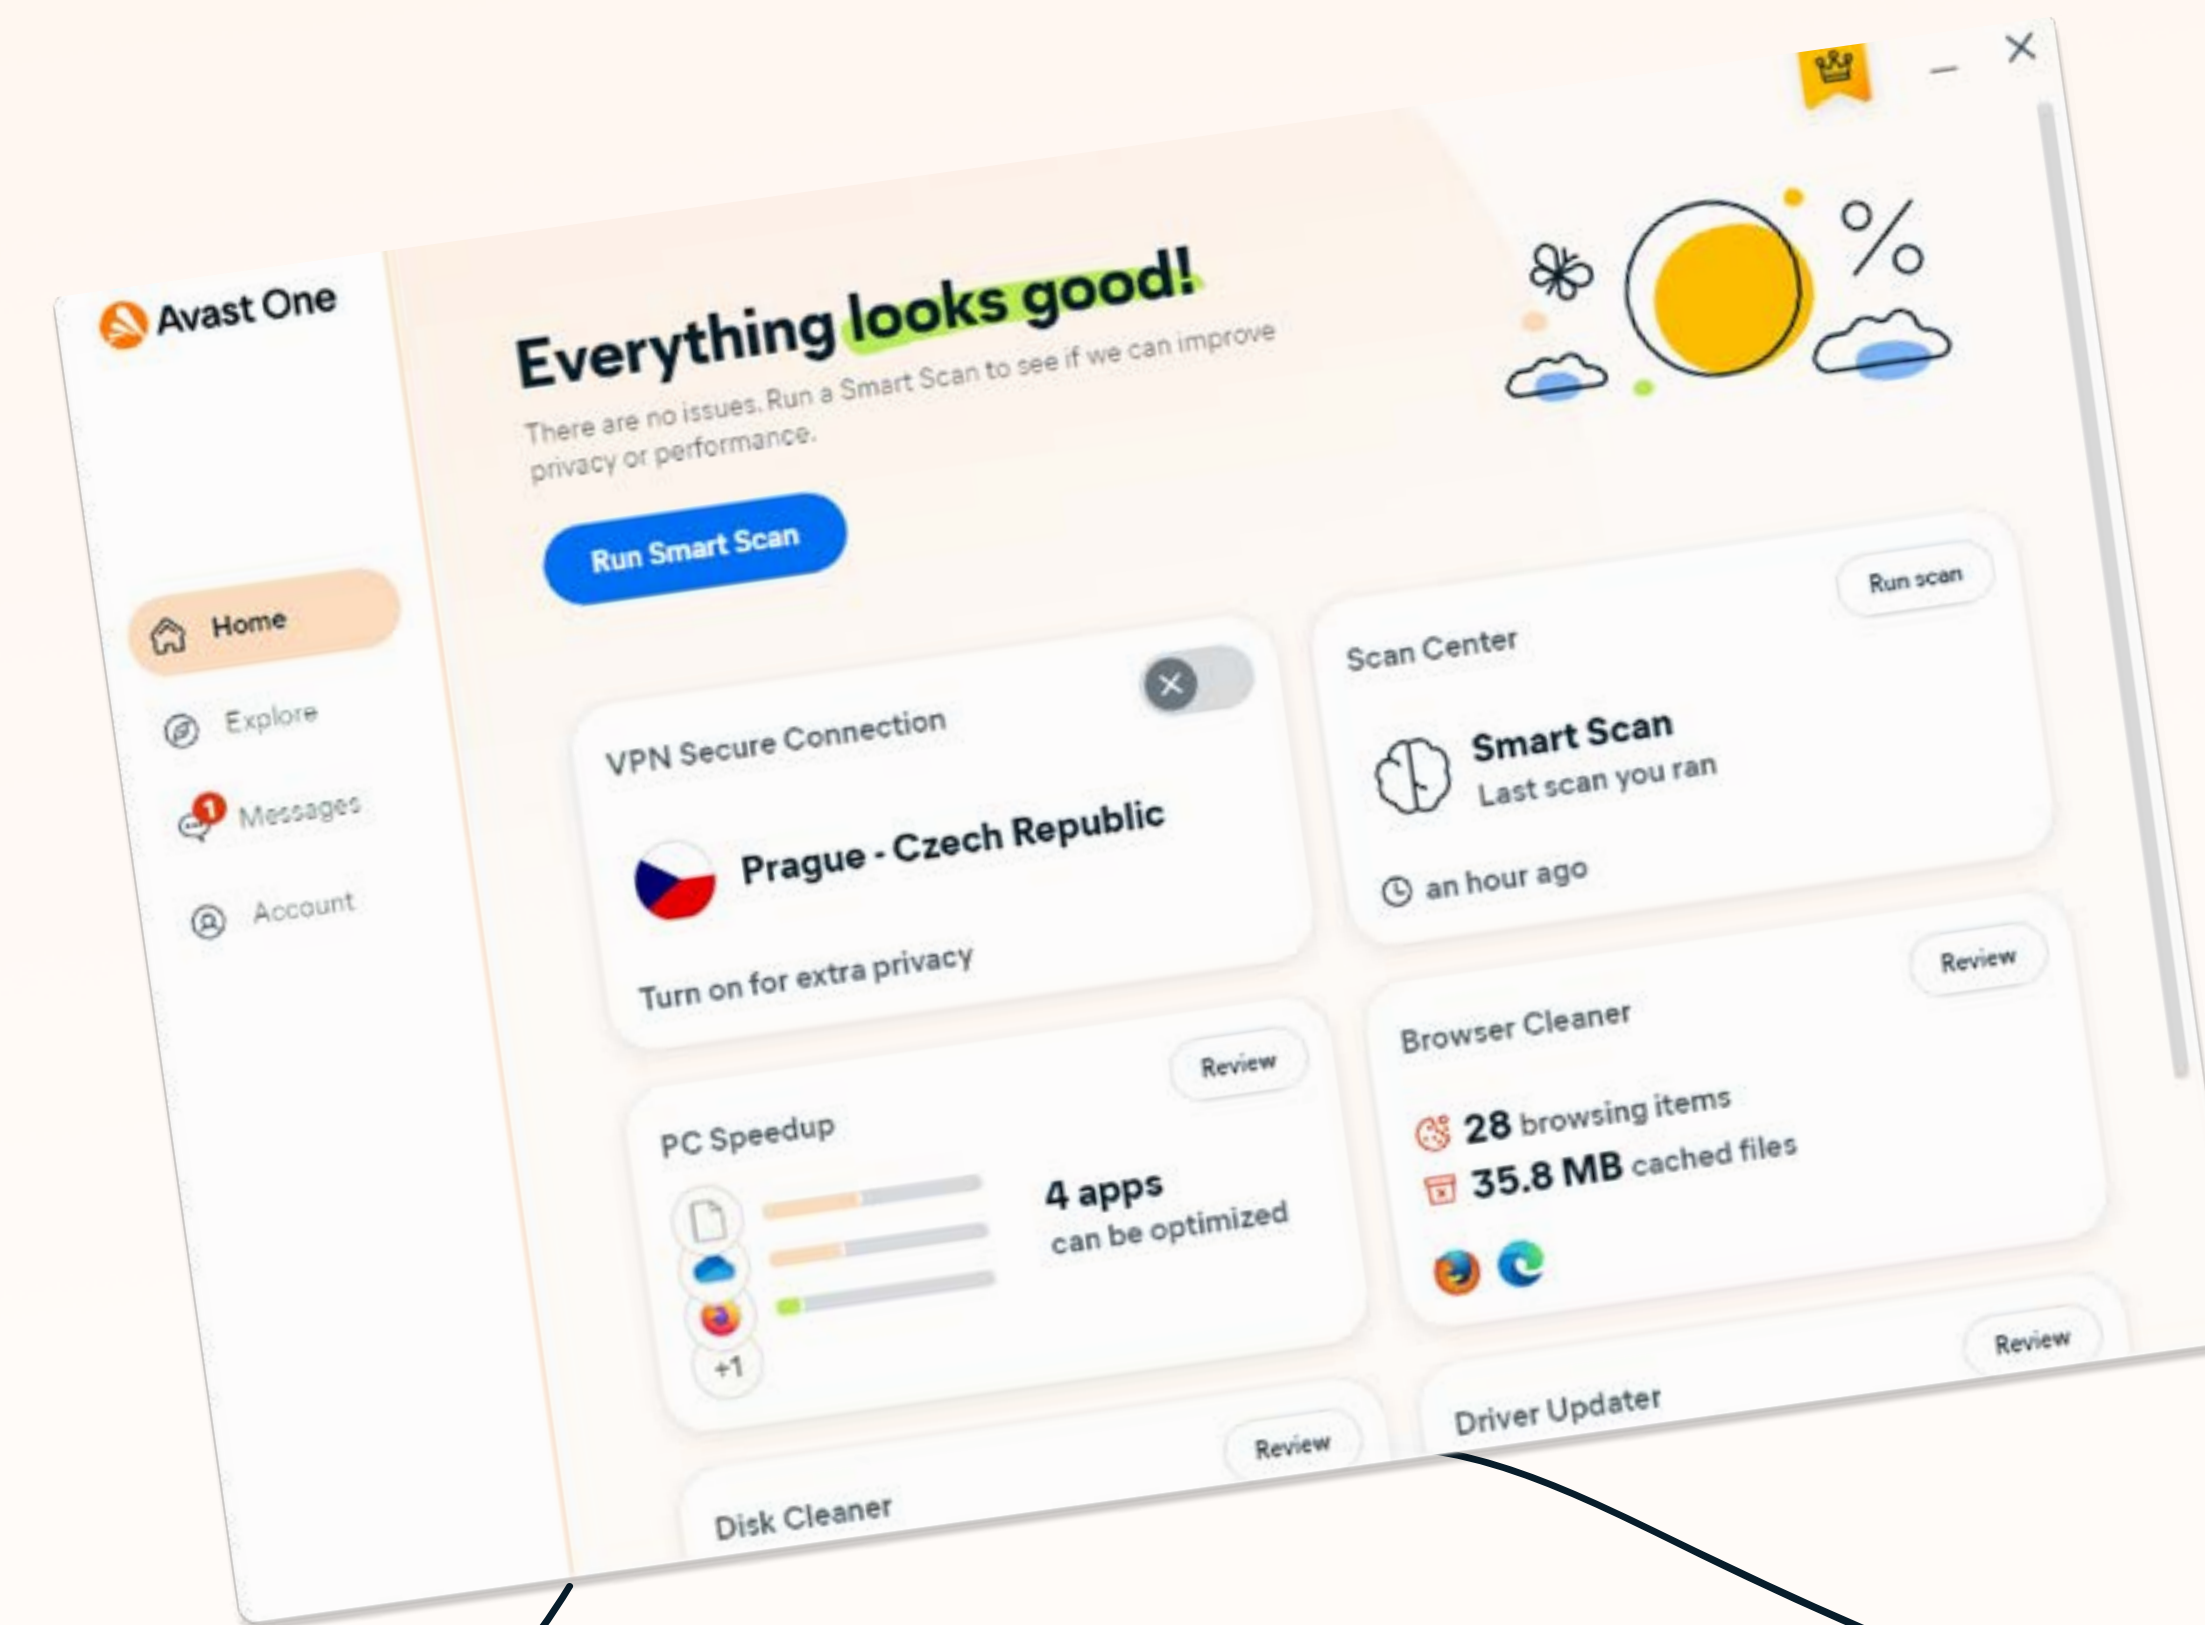 Avast One
Home
Explore
1
Messages
Account
Everything looks good!
There are no issues. Run a Smart Scan to see if we can improve
privacy or performance.
Run Smart Scan
VPN Secure Connection
Prague - Czech Republic
Turn on for extra privacy
Scan Center
Run scan
Smart Scan
Last scan you ran
an hour ago
PC Speedup
Review
4 apps
can be optimized
+1
Browser Cleaner
Review
28 browsing items
35.8 MB cached files
Disk Cleaner
Review
Driver Updater
Review
%